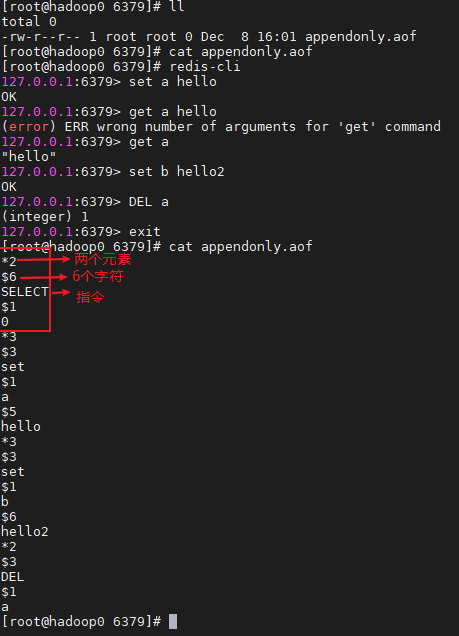 [root@hadoop0 6379]# ll
total 0
-rw-r--r-- 1 root root 0 Dec  8 16:01 appendonly.aof
[root@hadoop0 6379]# cat appendonly.aof
[root@hadoop0 6379]# redis-cli
127.0.0.1:6379> set a hello
OK
127.0.0.1:6379> get a hello
(error) ERR wrong number of arguments for 'get' command
127.0.0.1:6379> get a
"hello"
127.0.0.1:6379> set b hello2
OK
127.0.0.1:6379> DEL a
(integer) 1
127.0.0.1:6379> exit
[root@hadoop0 6379]# cat appendonly.aof
*2 两个元素
$6 6个字符
SELECT 指令
$1
0
*3
$3
set
$1
a
$5
hello
*3
$3
set
$1
b
$6
hello2
*2
$3
DEL
$1
a
[root@hadoop0 6379]#